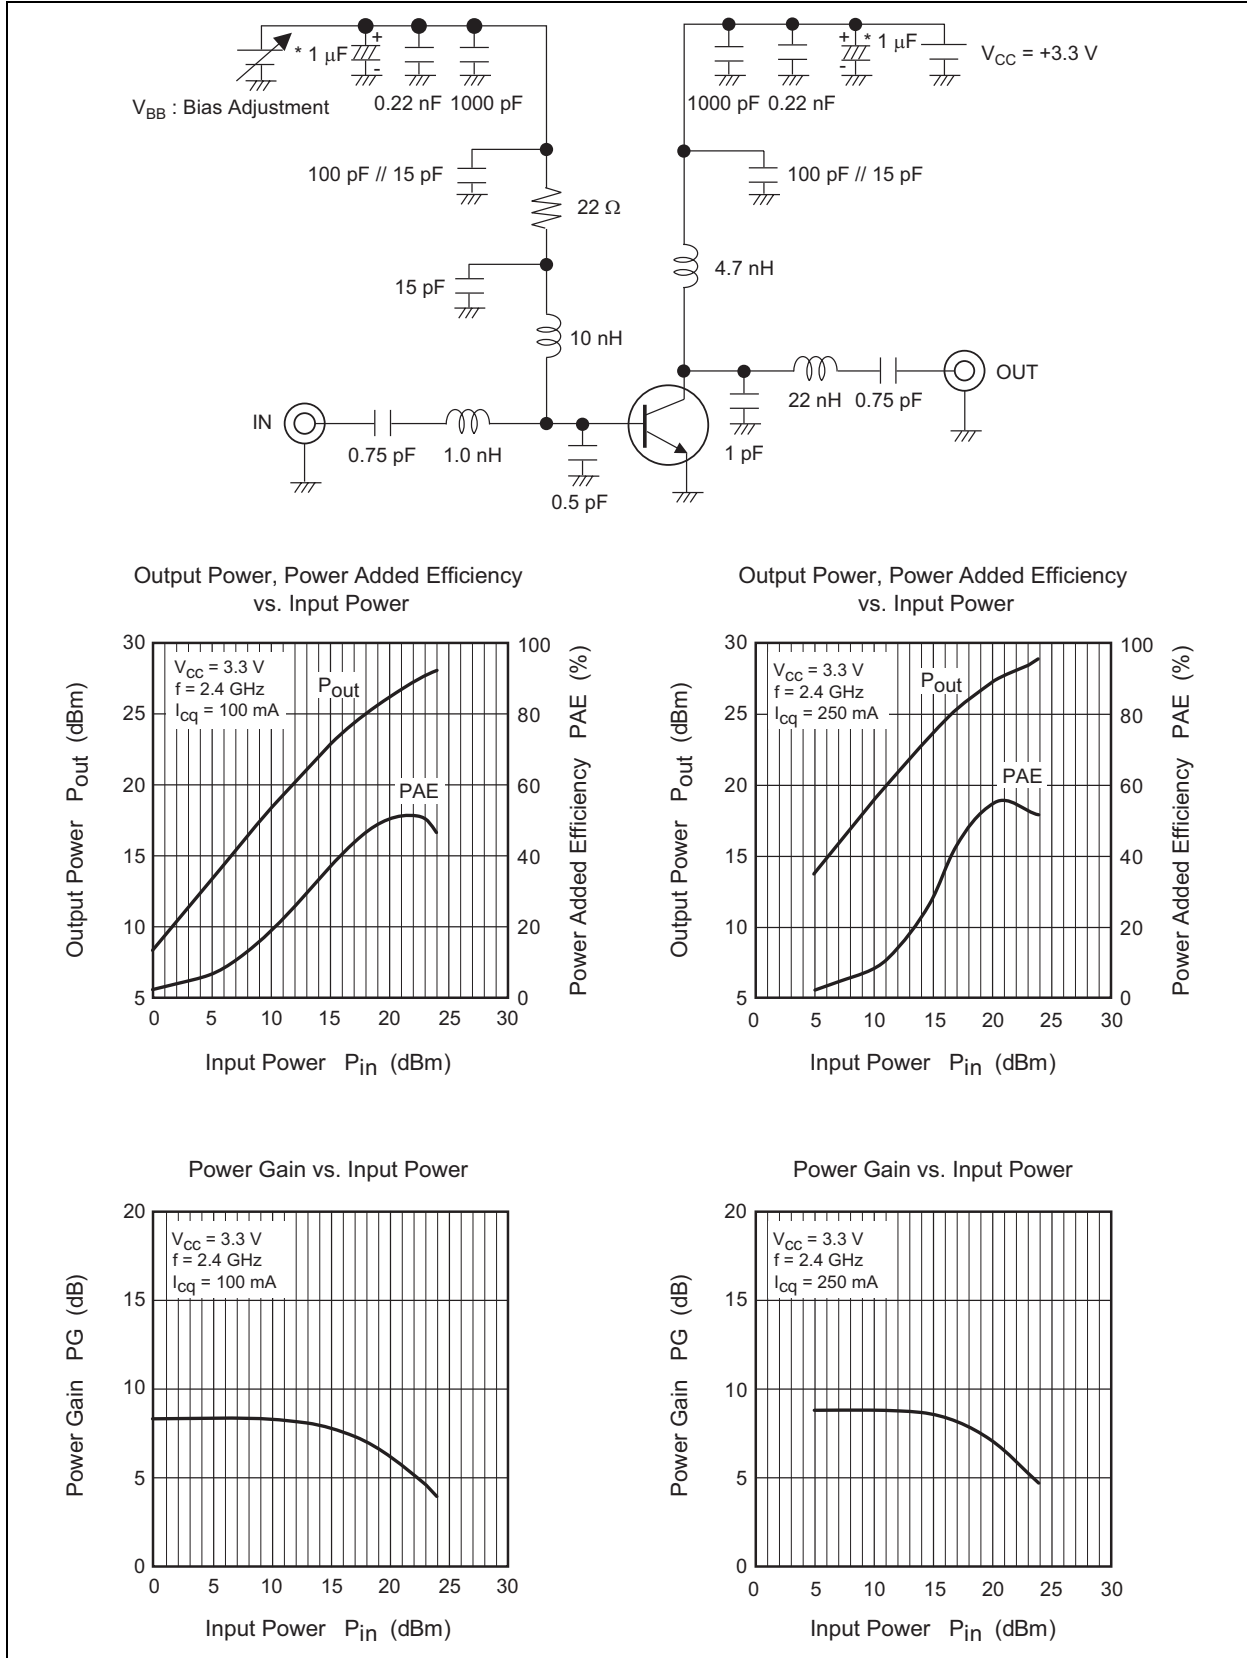 * 1 μF
+
-
0.22 nF
1000 pF
V_BB : Bias Adjustment
+
-
* 1 μF
V_CC = +3.3 V
1000 pF
0.22 nF
100 pF // 15 pF
22 Ω
100 pF // 15 pF
15 pF
4.7 nH
10 nH
IN
0.75 pF
1.0 nH
0.5 pF
1 pF
22 nH
0.75 pF
OUT
Output Power, Power Added Efficiency
vs. Input Power
V_CC = 3.3 V
f = 2.4 GHz
I_cq = 100 mA
P_out
PAE
30
25
20
15
10
5
100
80
60
40
20
0
0 5 10 15 20 25 30
Output Power P_out (dBm)
Power Added Efficiency PAE (%)
Input Power P_in (dBm)
Output Power, Power Added Efficiency
vs. Input Power
V_CC = 3.3 V
f = 2.4 GHz
I_cq = 250 mA
P_out
PAE
30
25
20
15
10
5
100
80
60
40
20
0
0 5 10 15 20 25 30
Output Power P_out (dBm)
Power Added Efficiency PAE (%)
Input Power P_in (dBm)
Power Gain vs. Input Power
V_CC = 3.3 V
f = 2.4 GHz
I_cq = 100 mA
20
15
10
5
0
0 5 10 15 20 25 30
Power Gain PG (dB)
Input Power P_in (dBm)
Power Gain vs. Input Power
V_CC = 3.3 V
f = 2.4 GHz
I_cq = 250 mA
20
15
10
5
0
0 5 10 15 20 25 30
Power Gain PG (dB)
Input Power P_in (dBm)